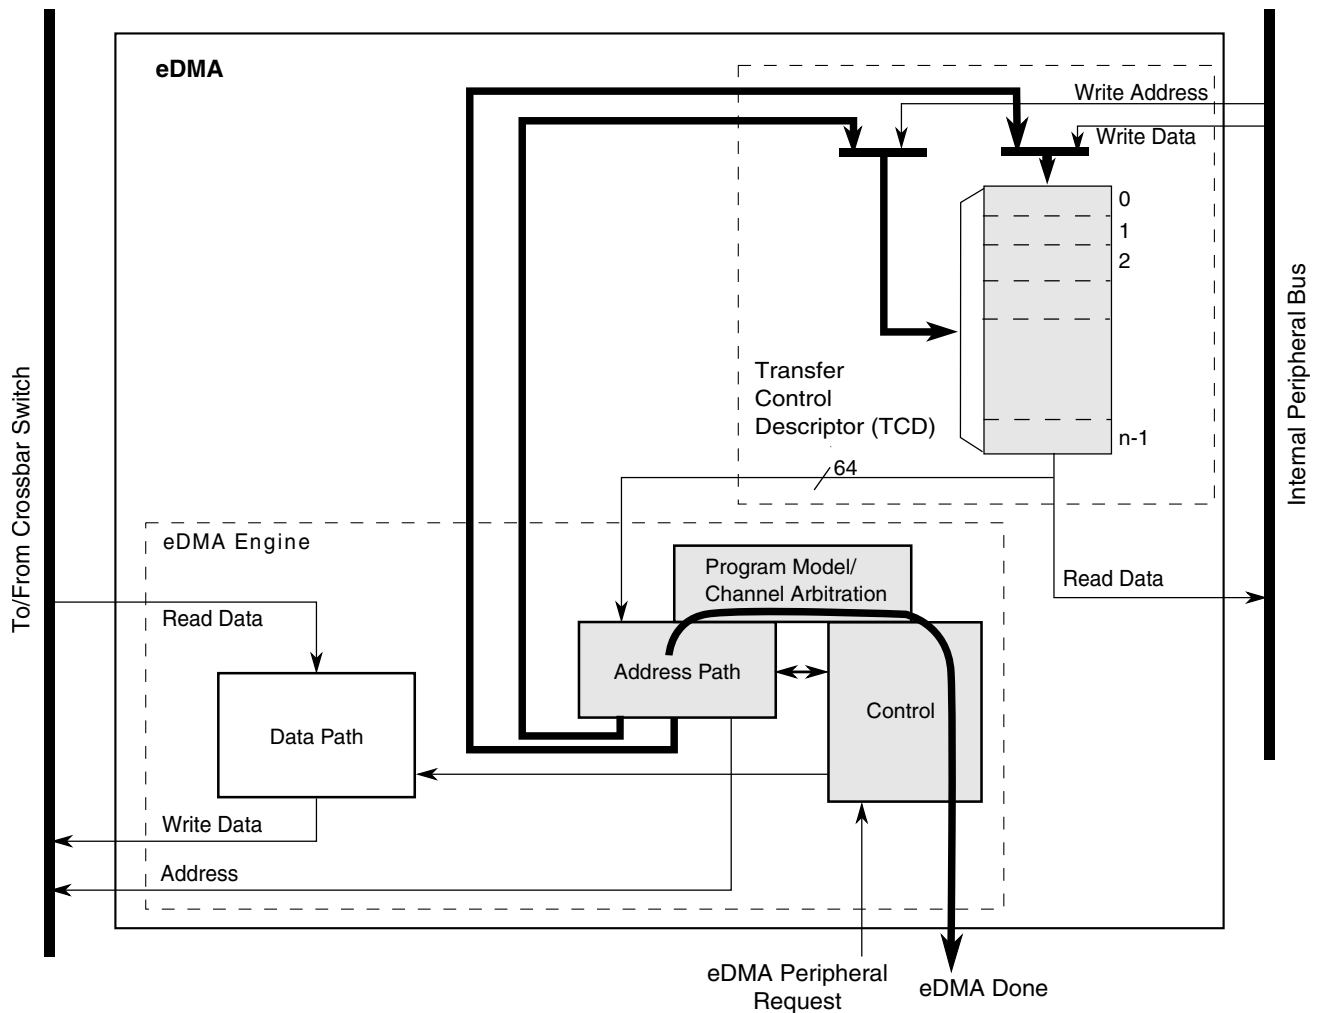 eDMA
Write Address
Write Data
0
1
2
n-1
Transfer
Control
Descriptor (TCD)
64
Internal Peripheral Bus
To/From Crossbar Switch
eDMA Engine
Program Model/
Channel Arbitration
Read Data
Read Data
Address Path
Control
Data Path
Write Data
Address
eDMA Peripheral
Request
eDMA Done